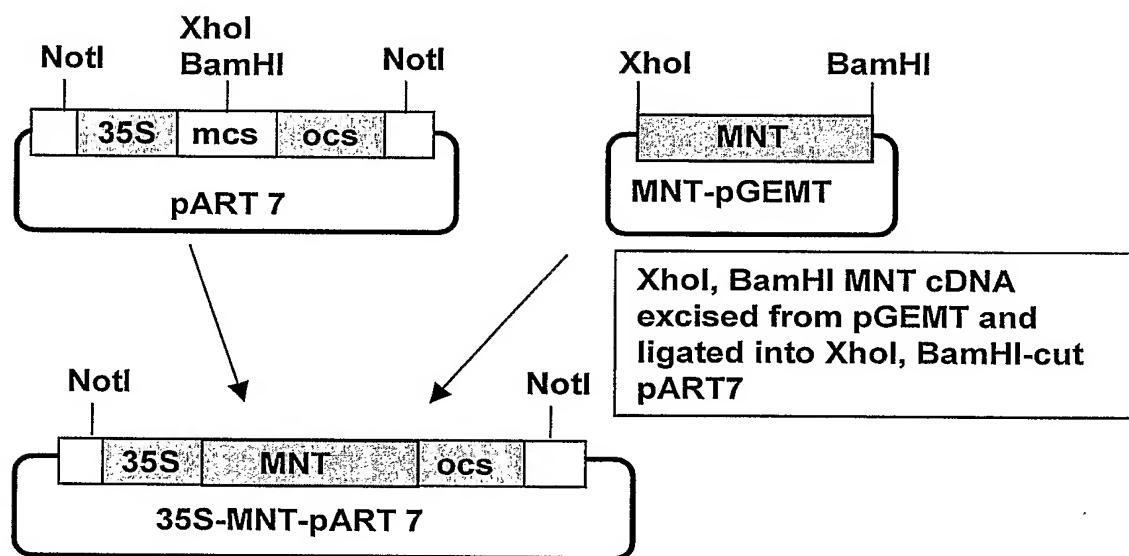 NotI
XhoI
BamHI
NotI
35S
mcs
ocs
pART 7
XhoI
BamHI
MNT
MNT-pGEMT
XhoI, BamHI MNT cDNA
excised from pGEMT and
ligated into XhoI, BamHI-cut
pART7
NotI
NotI
35S
MNT
ocs
35S-MNT-pART 7